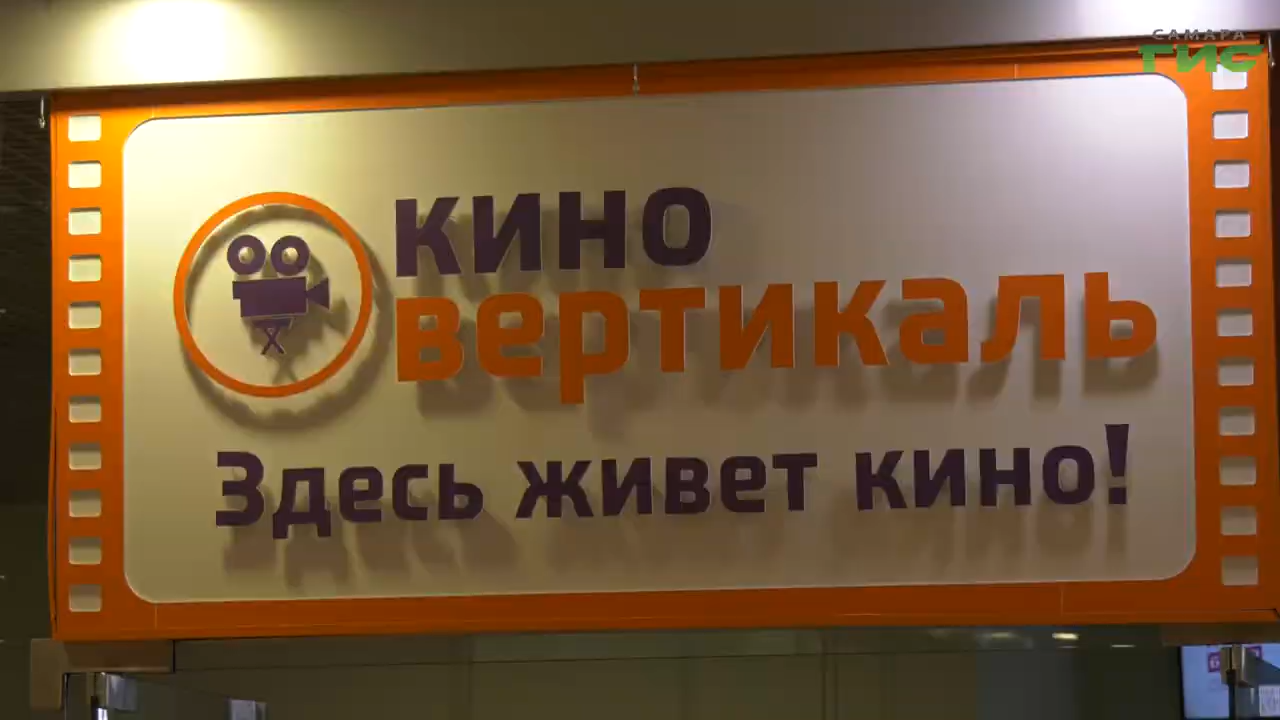 САМАРА
ГИС
кино
вертикаль
Здесь живет кино!